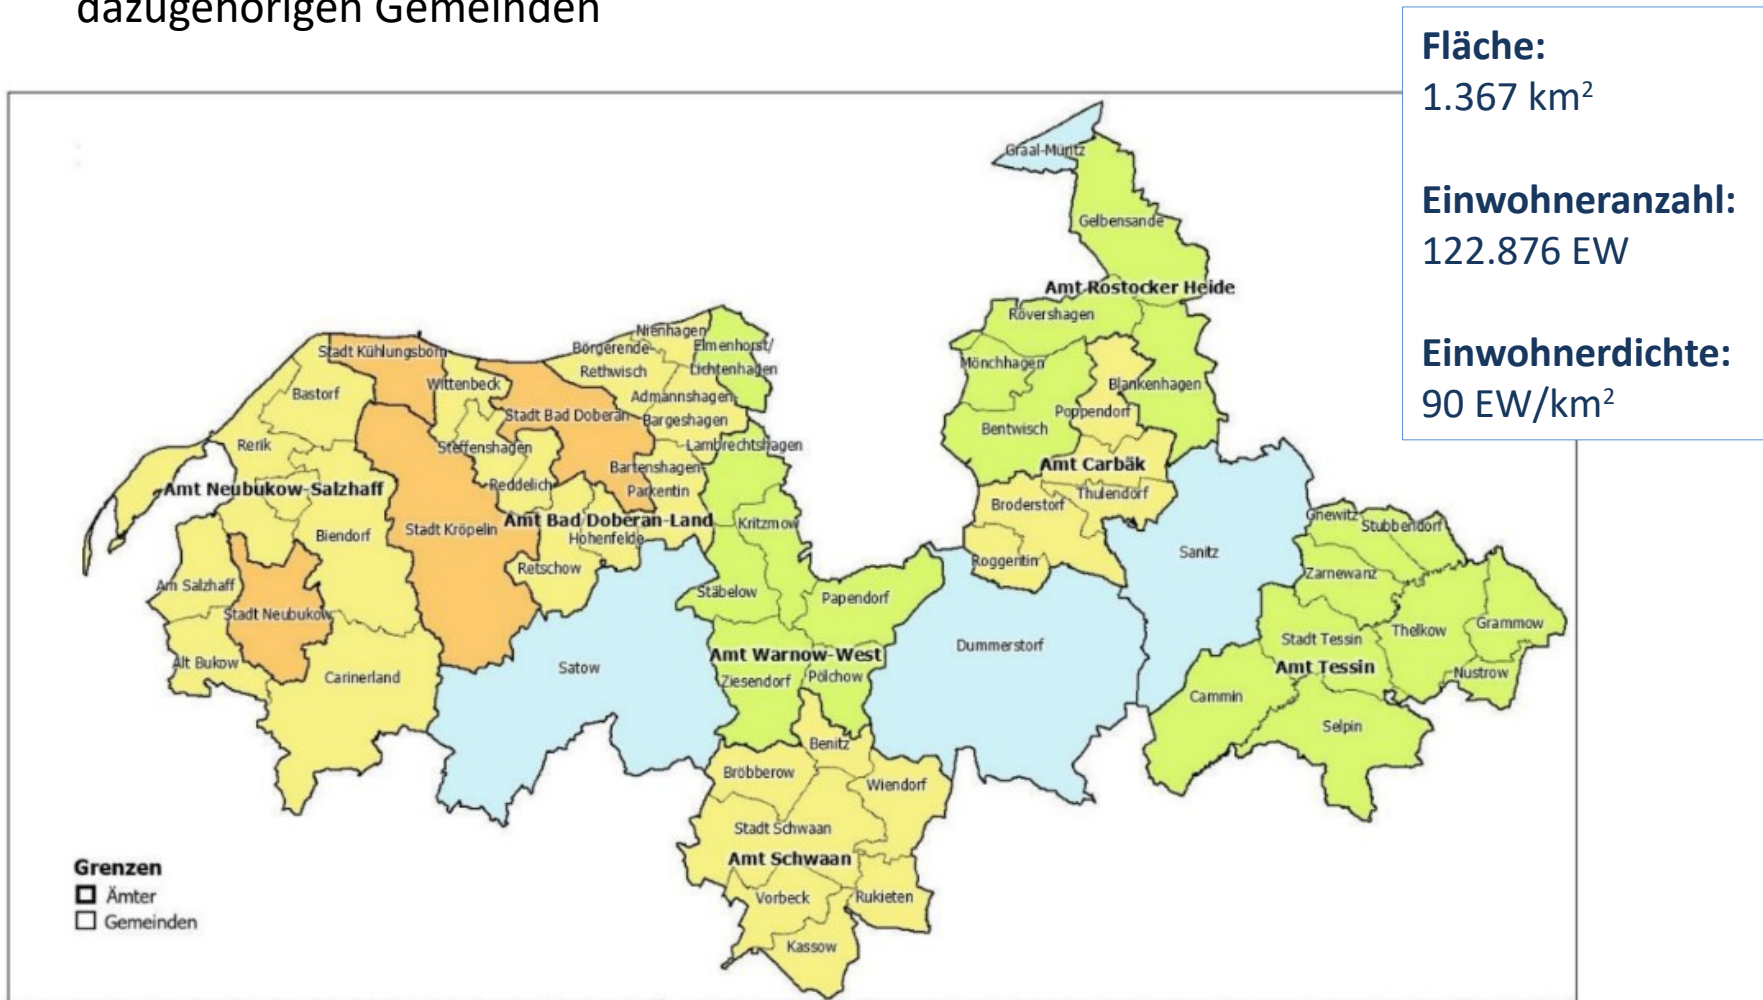 dazugehörigen Gemeinden
Fläche:
1.367 km²
Einwohneranzahl:
122.876 EW
Einwohnerdichte:
90 EW/km²
Graal-Müritz
Gelbensande
Amt Rostocker Heide
Rövershagen
Mönchhagen
Blankenhagen
Poppendorf
Bentwisch
Amt Carbäk
Thulendorf
Broderstorf
Roggentin
Nienhagen
Börgerende-
Rethwisch
Elmenhorst/
Lichtenhagen
Stadt Kühlungsborn
Wittenbeck
Bastorf
Admannshagen-
Bargeshagen
Stadt Bad Doberan
Rerik
Steffenshagen
Lambrechtshagen
Bartenshagen-
Parkentin
Amt Neubukow-Salzhaff
Reddelich
Amt Bad Doberan-Land
Hohenfelde
Kritzmow
Biendorf
Stadt Kröpelin
Retschow
Am Salzhaff
Stadt Neubukow
Alt Bukow
Carinerland
Satow
Stäbelow
Papendorf
Amt Warnow-West
Ziesendorf
Pölchow
Dummerstorf
Sanitz
Gnewitz
Stubbendorf
Zarnewanz
Stadt Tessin
Thelkow
Grammow
Amt Tessin
Nustrow
Cammin
Selpin
Benitz
Bröbberow
Wiendorf
Stadt Schwaan
Amt Schwaan
Vorbeck
Rukieten
Kassow
Grenzen
Ämter
Gemeinden